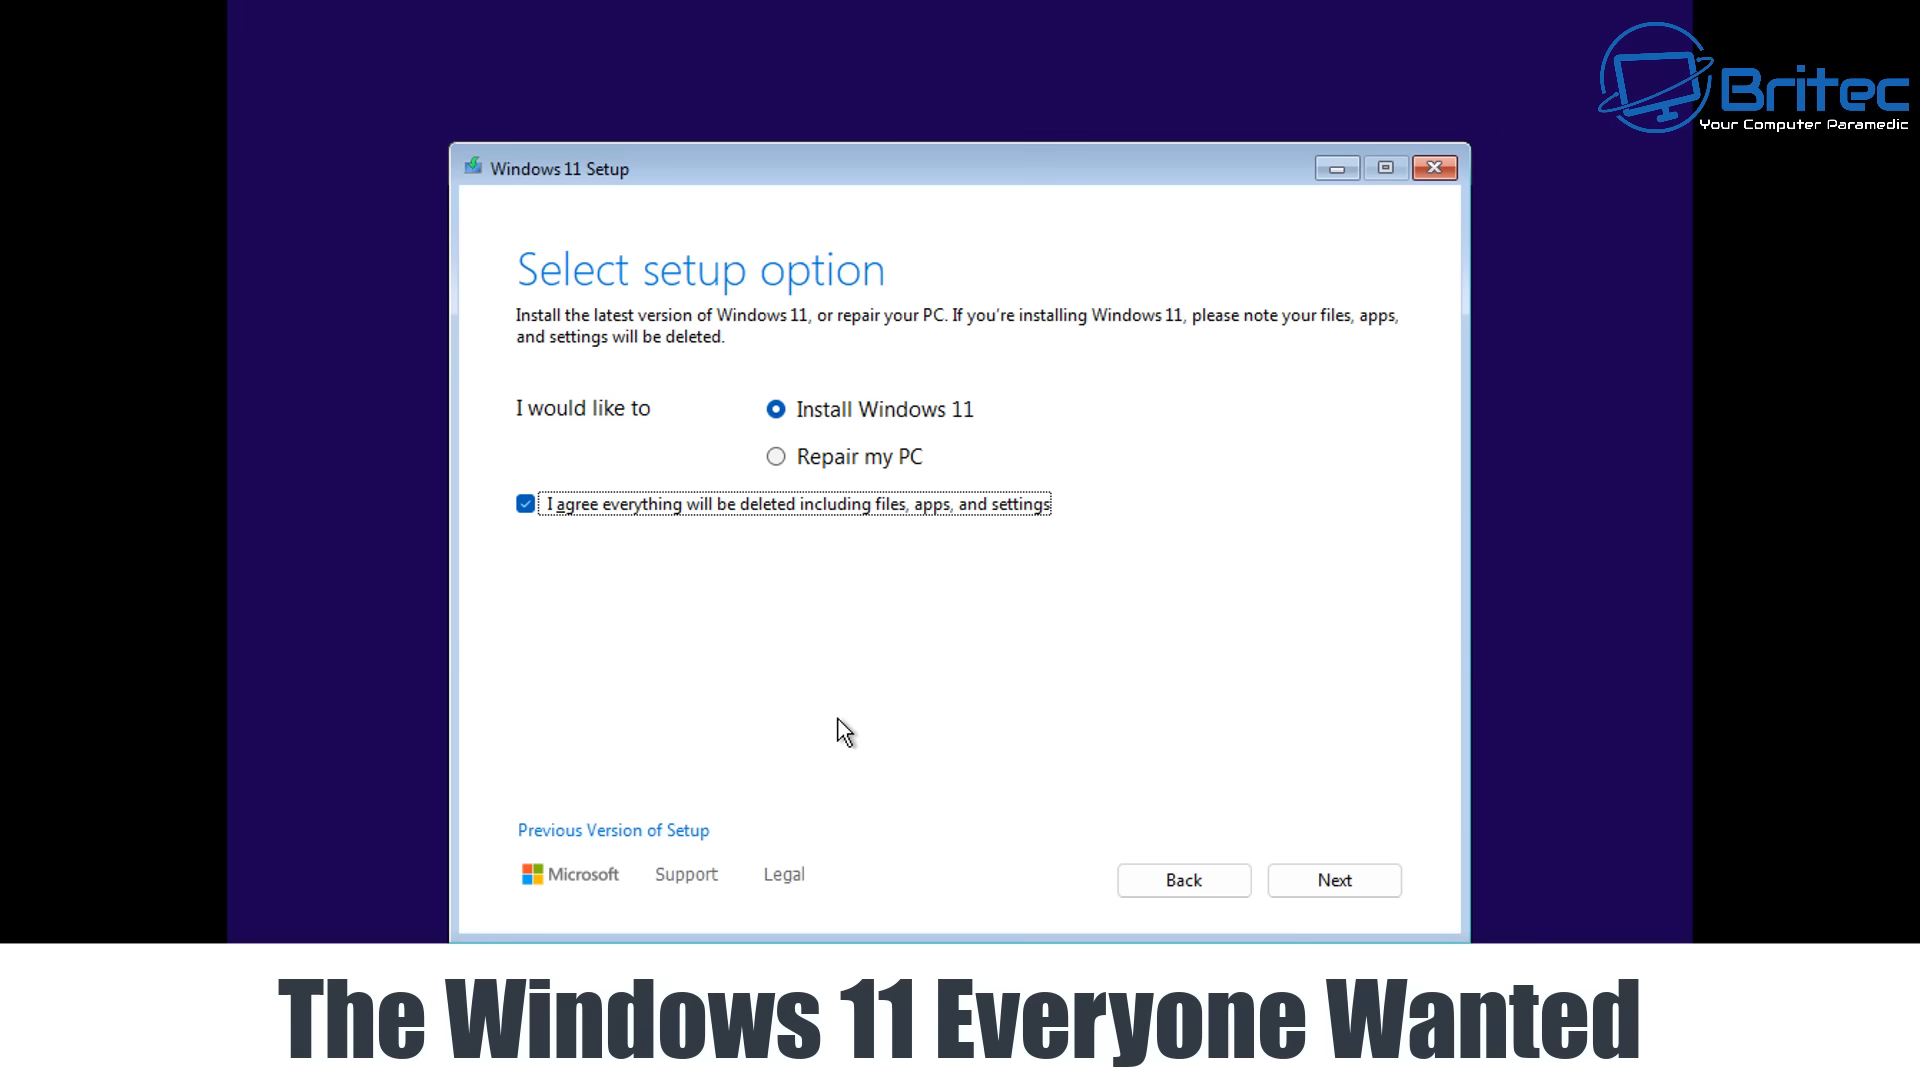 Britec
Your Computer Paramedic
Windows 11 Setup
Select setup option
Install the latest version of Windows 11, or repair your PC. If you're installing Windows 11, please note your files, apps,
and settings will be deleted.
I would like to
Install Windows 11
Repair my PC
I agree everything will be deleted including files, apps, and settings
Previous Version of Setup
Microsoft Support Legal
Back Next
The Windows 11 Everyone Wanted